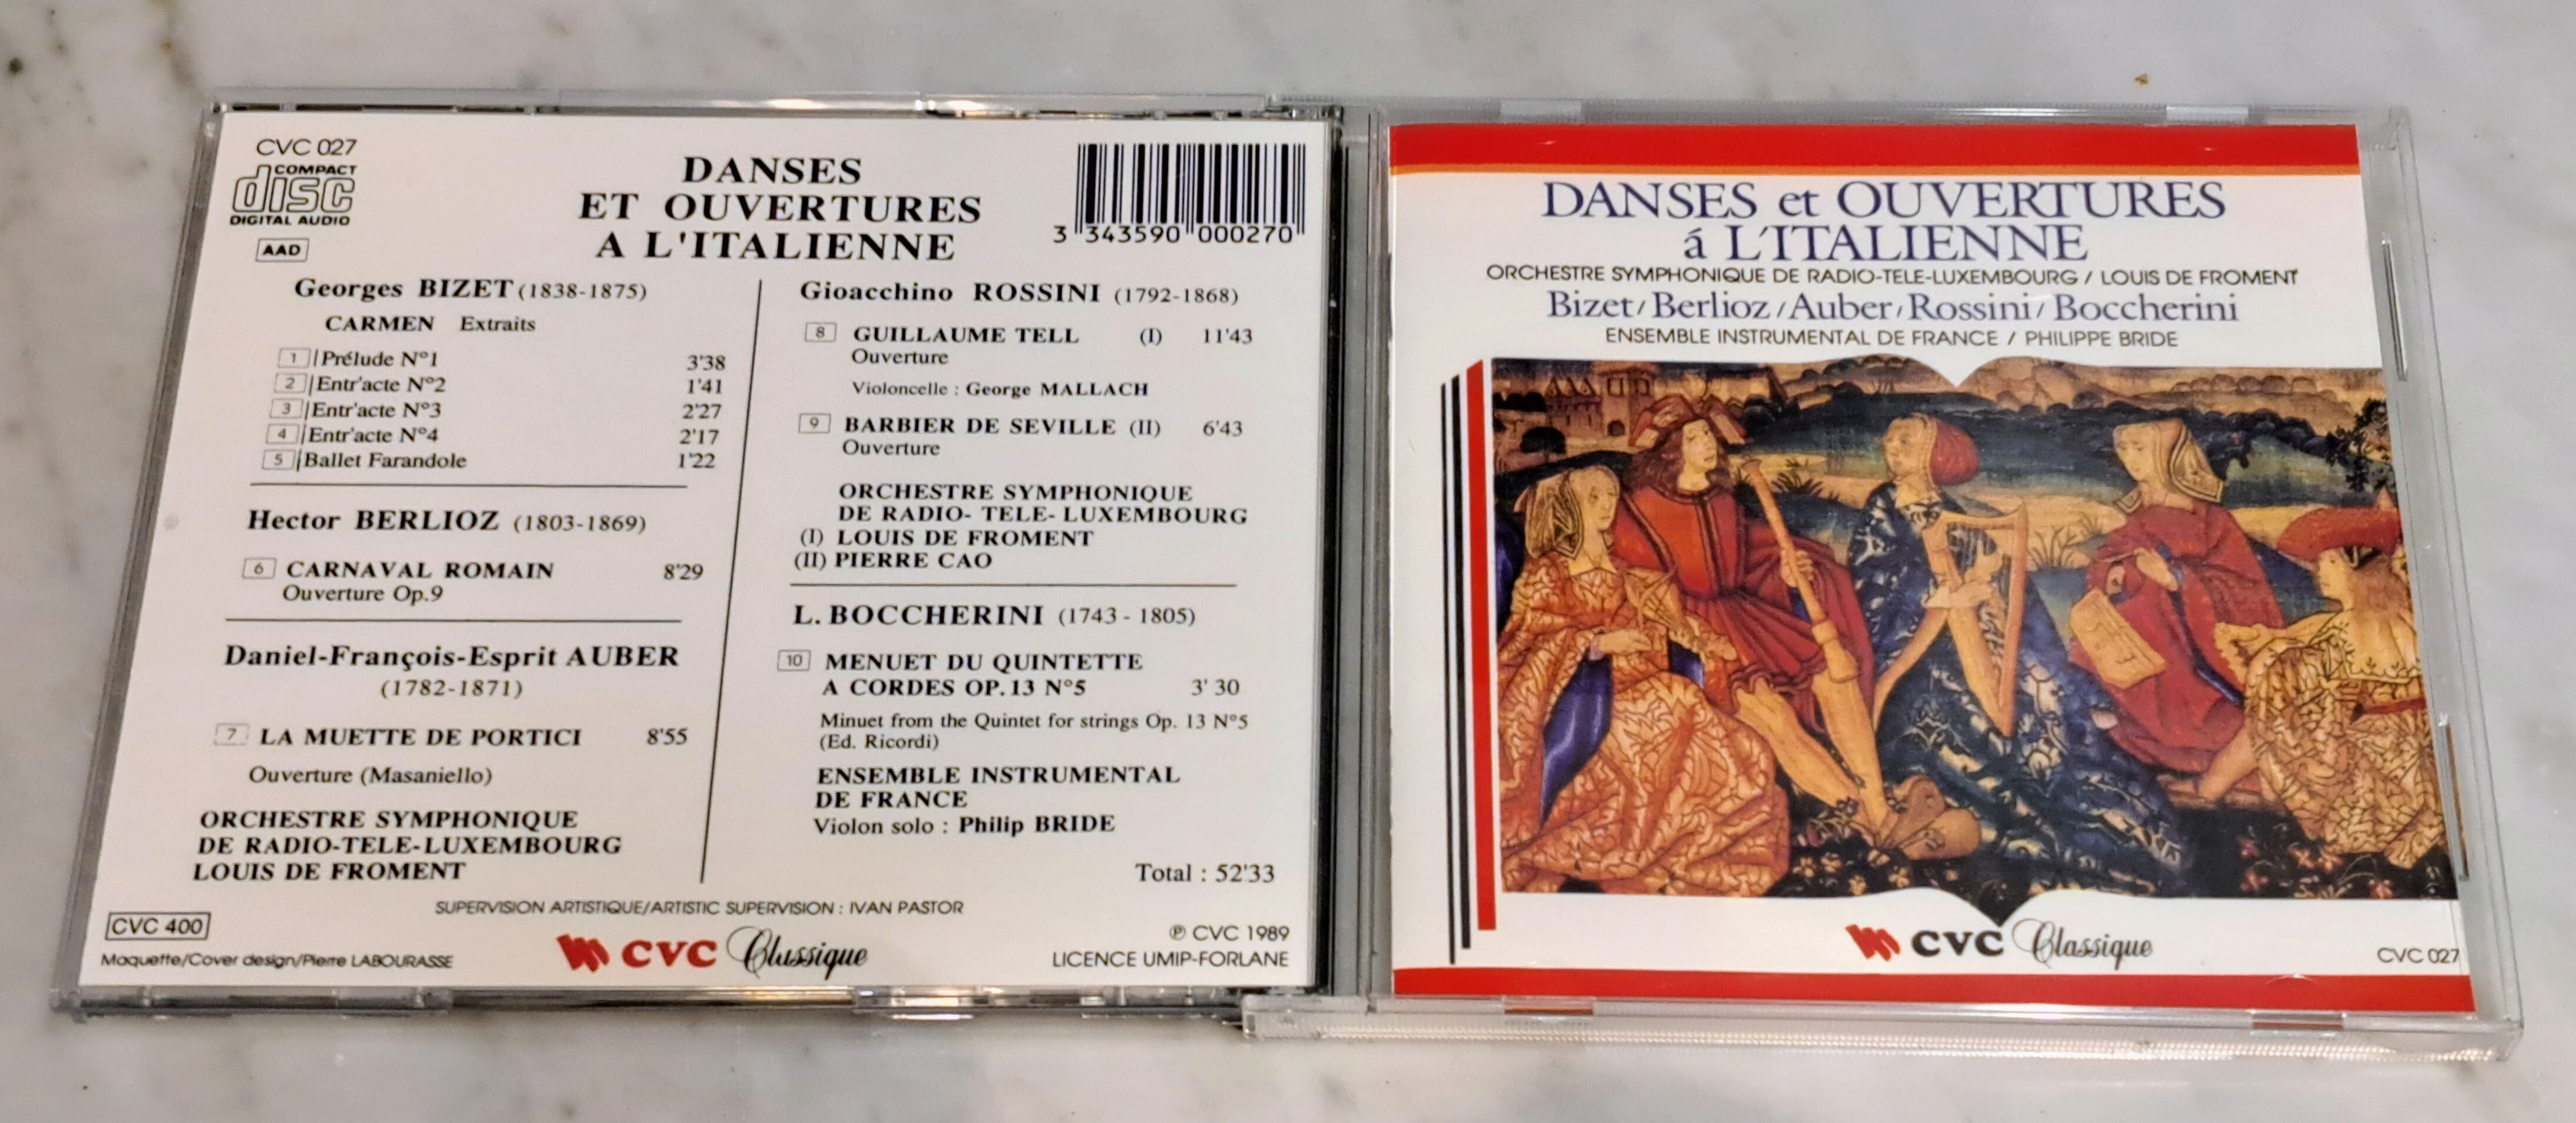 CVC 027
COMPACT
disc
DIGITAL AUDIO
AAD
DANSES
ET OUVERTURES
A L'ITALIENNE
3 343590 000270
Georges BIZET (1838-1875)
CARMEN Extraits
1 Prélude N°1 3'38
2 Entr'acte N°2 1'41
3 Entr'acte N°3 2'27
4 Entr'acte N°4 2'17
5 Ballet Farandole 1'22
Hector BERLIOZ (1803-1869)
6 CARNAVAL ROMAIN 8'29
Ouverture Op.9
Daniel-François-Esprit AUBER
(1782-1871)
7 LA MUETTE DE PORTICI 8'55
Ouverture (Masaniello)
ORCHESTRE SYMPHONIQUE
DE RADIO-TELE-LUXEMBOURG
LOUIS DE FROMENT
Gioacchino ROSSINI (1792-1868)
8 GUILLAUME TELL (I) 11'43
Ouverture
Violoncelle : George MALLACH
9 BARBIER DE SEVILLE (II) 6'43
Ouverture
ORCHESTRE SYMPHONIQUE
DE RADIO- TELE- LUXEMBOURG
(I) LOUIS DE FROMENT
(II) PIERRE CAO
L. BOCCHERINI (1743 - 1805)
10 MENUET DU QUINTETTE
A CORDES OP. 13 N°5 3' 30
Minuet from the Quintet for strings Op. 13 N°5
(Ed. Ricordi)
ENSEMBLE INSTRUMENTAL
DE FRANCE
Violon solo : Philip BRIDE
Total : 52'33
SUPERVISION ARTISTIQUE/ARTISTIC SUPERVISION : IVAN PASTOR
CVC 400
Maquette/Cover design/Pierre LABOURASSE
CVC Classique
℗ CVC 1989
LICENCE UMIP-FORLANE
DANSES et OUVERTURES
á L'ITALIENNE
ORCHESTRE SYMPHONIQUE DE RADIO-TELE-LUXEMBOURG / LOUIS DE FROMENT
Bizet / Berlioz / Auber / Rossini / Boccherini
ENSEMBLE INSTRUMENTAL DE FRANCE / PHILIPPE BRIDE
CVC Classique
CVC 027